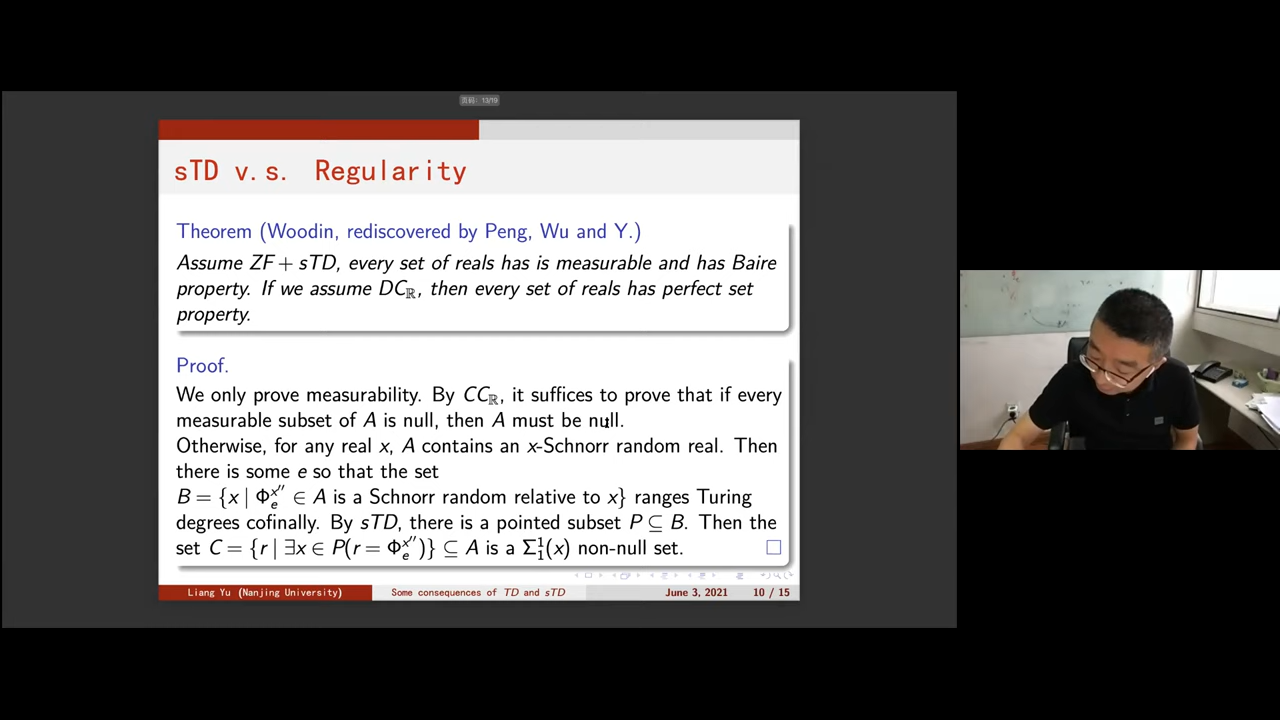 页码: 13/19
sTD v.s. Regularity
Theorem (Woodin, rediscovered by Peng, Wu and Y.)
Assume ZF + sTD, every set of reals has is measurable and has Baire
property. If we assume DC_ℝ, then every set of reals has perfect set
property.
Proof.
We only prove measurability. By CC_ℝ, it suffices to prove that if every
measurable subset of A is null, then A must be null.
Otherwise, for any real x, A contains an x-Schnorr random real. Then
there is some e so that the set
B = {x | Φ_e^{x′′} ∈ A is a Schnorr random relative to x} ranges Turing
degrees cofinally. By sTD, there is a pointed subset P ⊆ B. Then the
set C = {r | ∃x ∈ P(r = Φ_e^{x′′})} ⊆ A is a Σ^1_1(x) non-null set. □
Liang Yu (Nanjing University) Some consequences of TD and sTD June 3, 2021 10 / 15